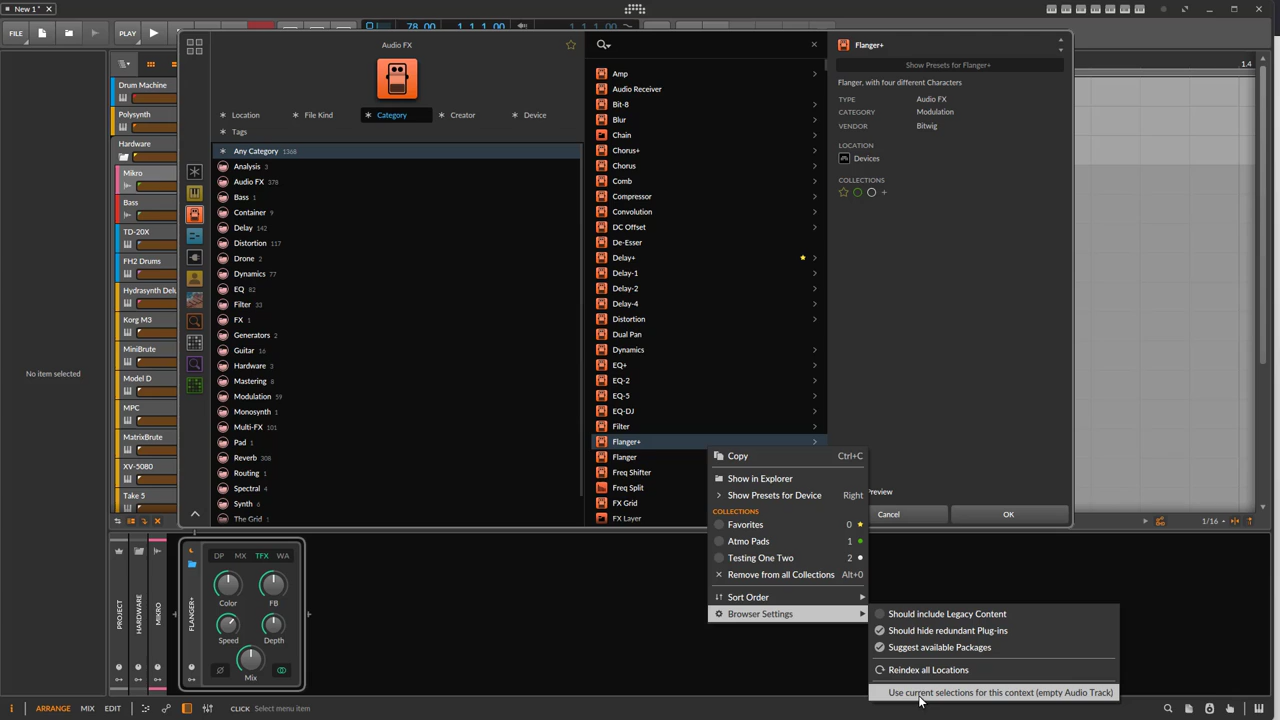 New 1 *
FILE
PLAY
78.00
1.1.1.00
1.4
Drum Machine
Polysynth
Hardware
Mikro
Bass
TD-20X
FH2 Drums
Hydrasynth Delu
Korg M3
MiniBrute
Model D
MPC
MatrixBrute
XV-5080
Take 5
No item selected
Audio FX
Location
File Kind
Category
Creator
Device
Tags
Any Category 1368
Analysis 3
Audio FX 378
Bass 1
Container 9
Delay 142
Distortion 117
Drone 2
Dynamics 77
EQ 82
Filter 33
FX 1
Generators 2
Guitar 16
Hardware 3
Mastering 8
Modulation 59
Monosynth 1
Multi-FX 101
Pad 1
Reverb 38
Routing 1
Spectral 4
Synth 6
The Grid 1
Amp
Audio Receiver
Bit-8
Blur
Chain
Chorus+
Chorus
Comb
Compressor
Convolution
DC Offset
De-Esser
Delay+
Delay-1
Delay-2
Delay-4
Distortion
Dual Pan
Dynamics
EQ+
EQ-2
EQ-5
EQ-DJ
Filter
Flanger+
Flanger
Freq Shifter
Freq Split
FX Grid
FX Layer
Flanger+
Show Presets for Flanger+
Flanger, with four different Characters
TYPE Audio FX
CATEGORY Modulation
VENDOR Bitwig
LOCATION
Devices
COLLECTIONS
Preview
Cancel
OK
Copy Ctrl+C
Show in Explorer
Show Presets for Device Right
COLLECTIONS
Favorites 0
Atmo Pads 1
Testing One Two 2
Remove from all Collections Alt+0
Sort Order
Browser Settings
Should include Legacy Content
Should hide redundant Plug-ins
Suggest available Packages
Reindex all Locations
Use current selections for this context (empty Audio Track)
1/16
PROJECT
HARDWARE
MIKRO
FLANGER+
DP MX TFX WA
Color FB
Speed Depth
Mix
ARRANGE MIX EDIT
CLICK Select menu item